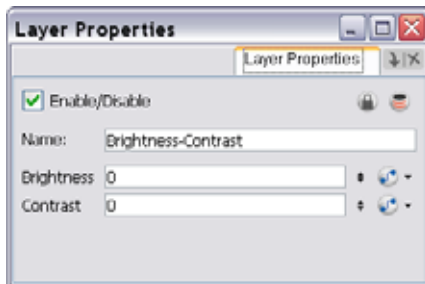 Layer Properties
Layer Properties
Enable/Disable
Name: Brightness-Contrast
Brightness 0
Contrast 0